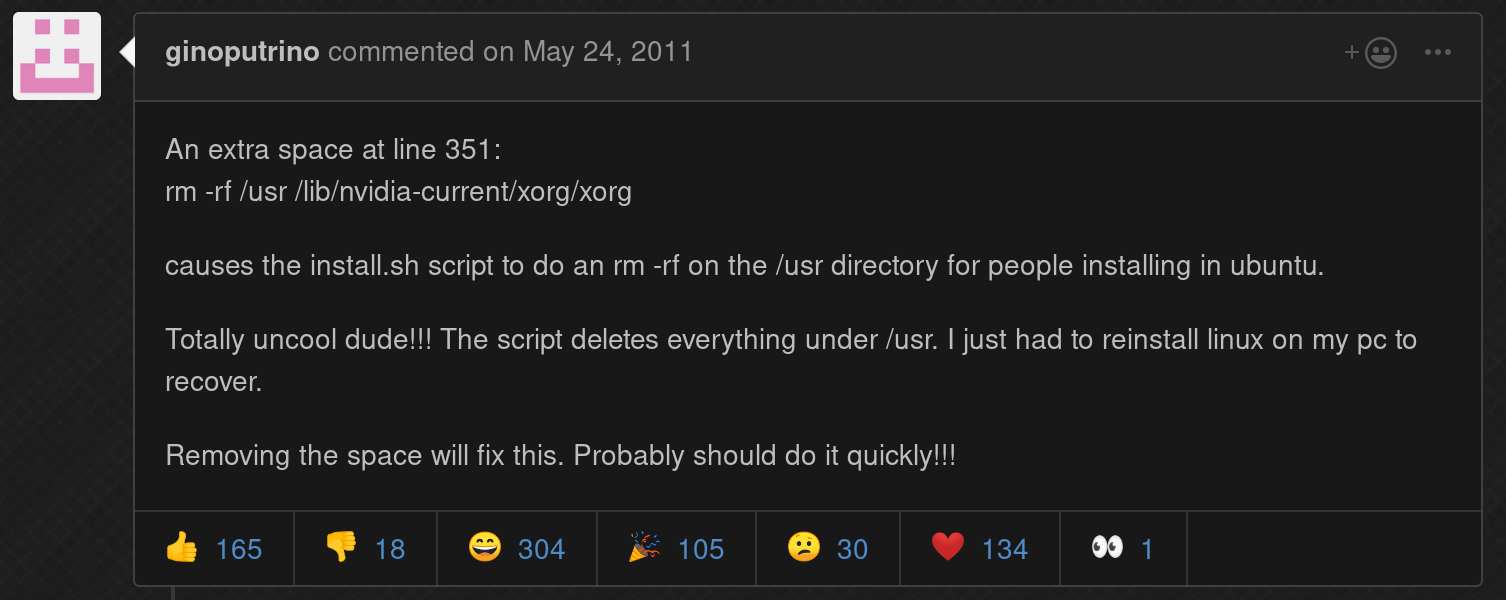 ginoputrino commented on May 24, 2011
An extra space at line 351:
rm -rf /usr /lib/nvidia-current/xorg/xorg
causes the install.sh script to do an rm -rf on the /usr directory for people installing in ubuntu.
Totally uncool dude!!! The script deletes everything under /usr. I just had to reinstall linux on my pc to
recover.
Removing the space will fix this. Probably should do it quickly!!!
👍 165 👎 18 😄 304 🎉 105 😕 30 ❤️ 134 👀 1